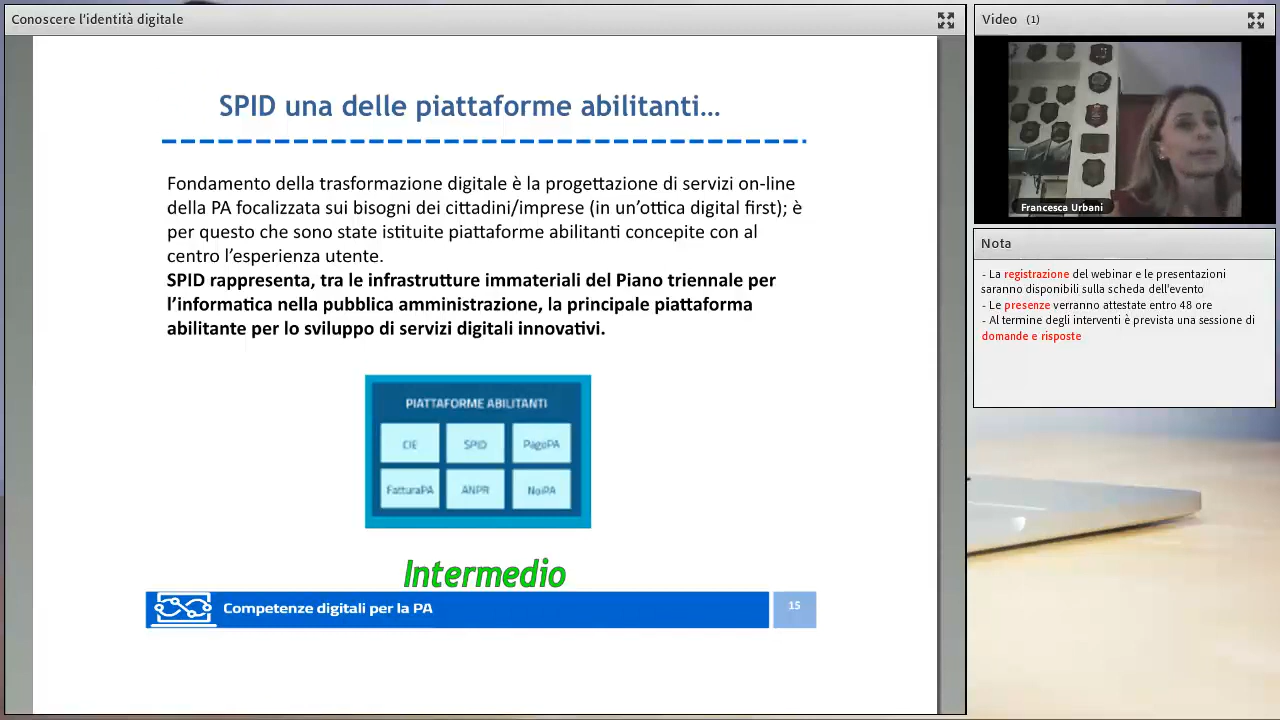 Conoscere l'identità digitale
SPID una delle piattaforme abilitanti...
Fondamento della trasformazione digitale è la progettazione di servizi on-line
della PA focalizzata sui bisogni dei cittadini/imprese (in un'ottica digital first); è
per questo che sono state istituite piattaforme abilitanti concepite con al
centro l'esperienza utente.
SPID rappresenta, tra le infrastrutture immateriali del Piano triennale per
l'informatica nella pubblica amministrazione, la principale piattaforma
abilitante per lo sviluppo di servizi digitali innovativi.
PIATTAFORME ABILITANTI
CIE SPID PagoPA
FatturaPA ANPR NoiPA
Intermedio
Competenze digitali per la PA
15
Video (1)
Francesca Urbani
Nota
- La registrazione del webinar e le presentazioni
saranno disponibili sulla scheda dell'evento
- Le presenze verranno attestate entro 48 ore
- Al termine degli interventi è prevista una sessione di
domande e risposte